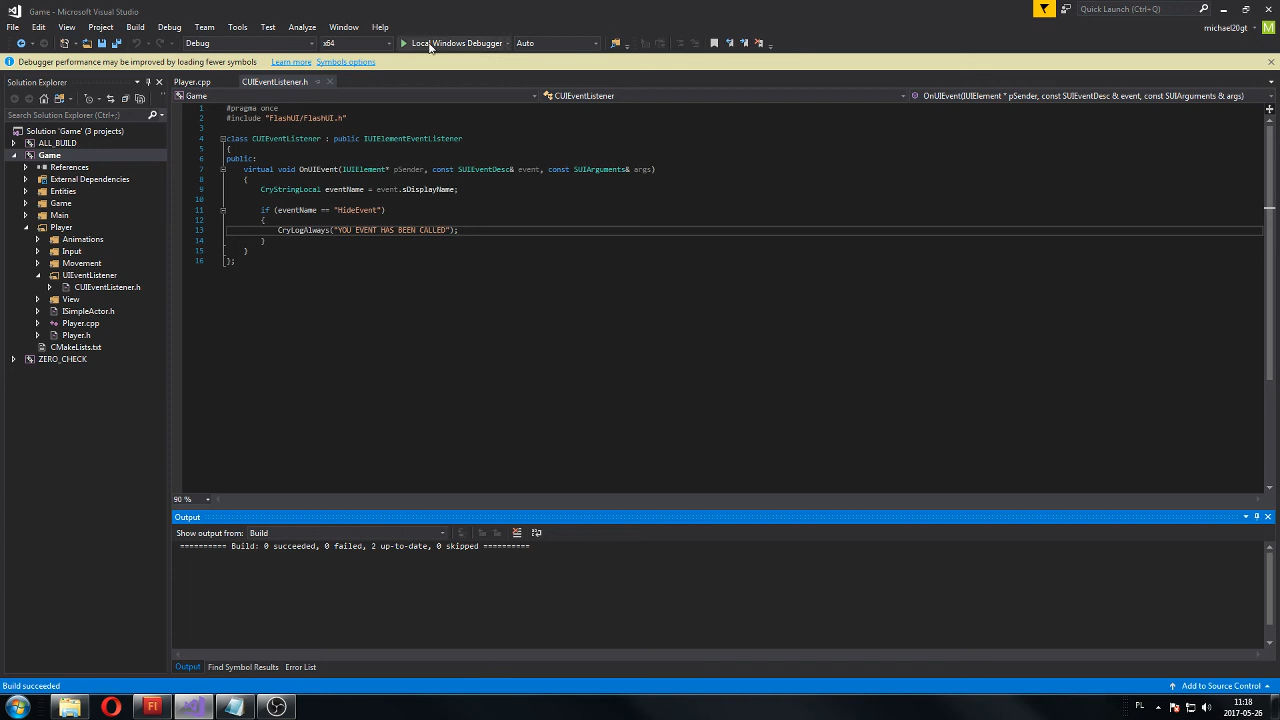 Game - Microsoft Visual Studio
Quick Launch (Ctrl+Q)
File Edit View Project Build Debug Team Tools Test Analyze Window Help
michael20gt M
Debug x64 Local Windows Debugger Auto
Debugger performance may be improved by loading fewer symbols Learn more Symbols options
Solution Explorer
Search Solution Explorer (Ctrl+;)
Solution 'Game' (3 projects)
ALL_BUILD
Game
References
External Dependencies
Entities
Game
Main
Player
Animations
Input
Movement
UIEventListener
CUIEventListener.h
View
ISimpleActor.h
Player.cpp
Player.h
CMakeLists.txt
ZERO_CHECK
Player.cpp CUIEventListener.h
Game CUIEventListener OnUIEvent(IUIElement * pSender, const SUIEventDesc & event, const SUIArguments & args)
1 #pragma once
2 #include "FlashUI/FlashUI.h"
3
4 class CUIEventListener : public IUIElementEventListener
5 {
6 public:
7 virtual void OnUIEvent(IUIElement* pSender, const SUIEventDesc& event, const SUIArguments& args)
8 {
9 CryStringLocal eventName = event.sDisplayName;
10
11 if (eventName == "HideEvent")
12 {
13 CryLogAlways("YOU EVENT HAS BEEN CALLED");
14 }
15 }
16 };
90 %
Output
Show output from: Build
========== Build: 0 succeeded, 0 failed, 2 up-to-date, 0 skipped ==========
Output Find Symbol Results Error List
Build succeeded
Add to Source Control
Fl
PL
11:18
2017-05-26